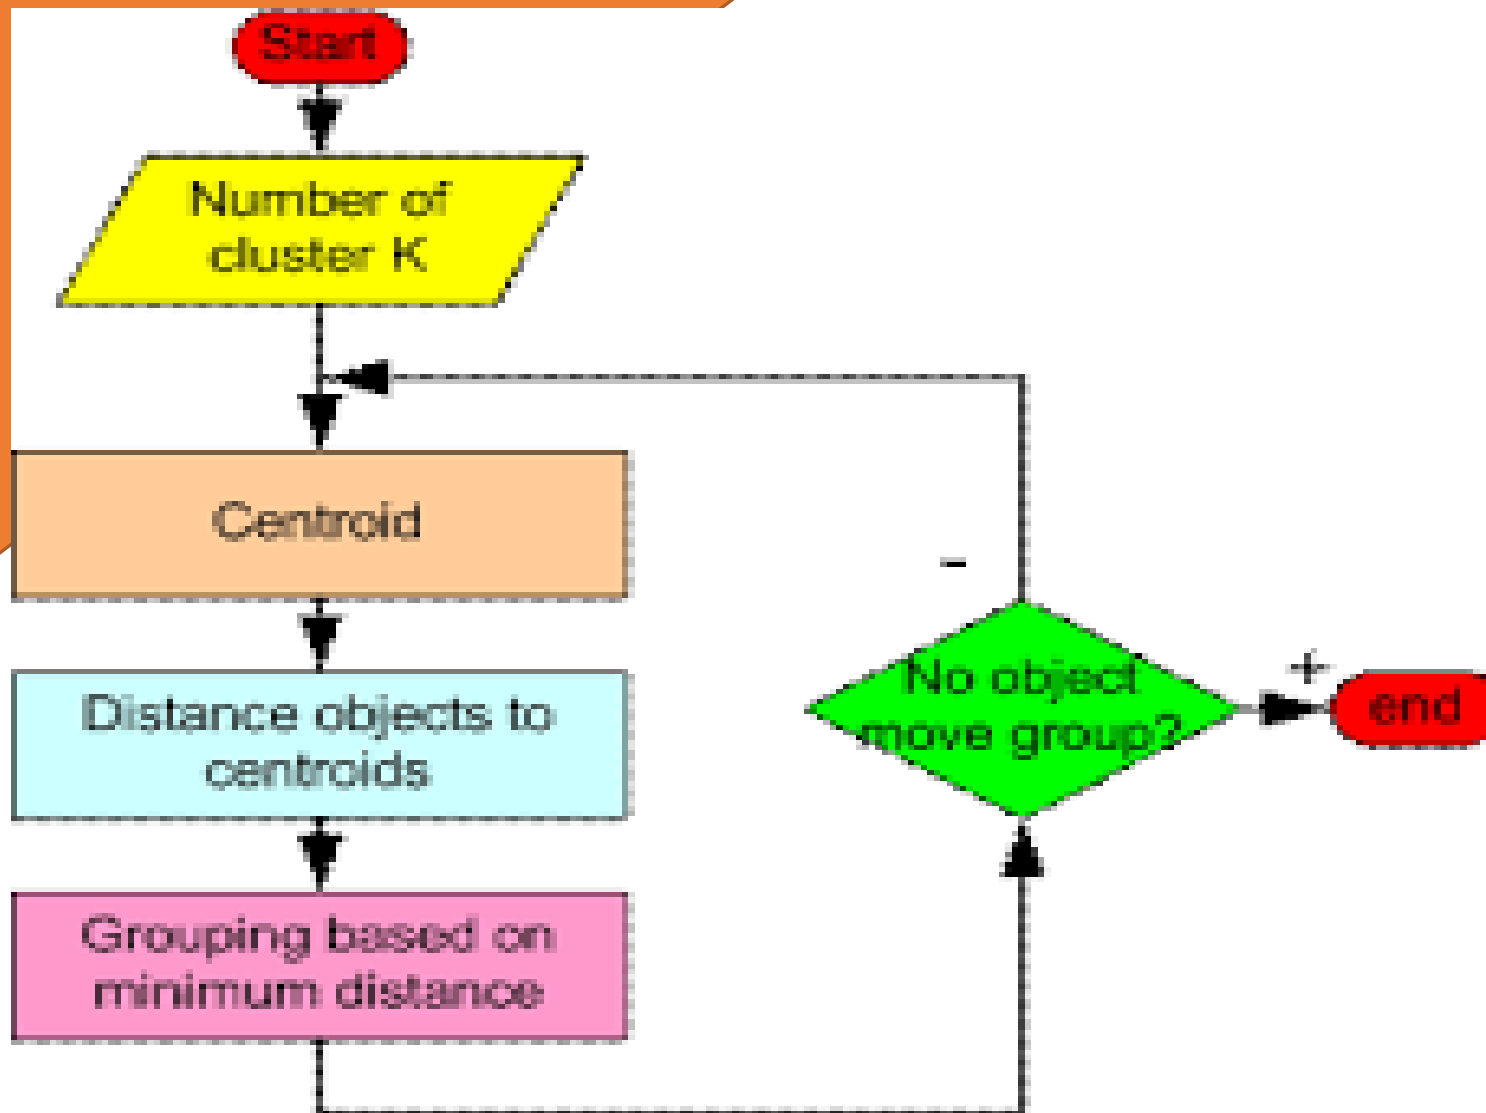 Start
Number of
cluster K
Centroid
Distance objects to
centroids
Grouping based on
minimum distance
-
No object
move group?
+
end